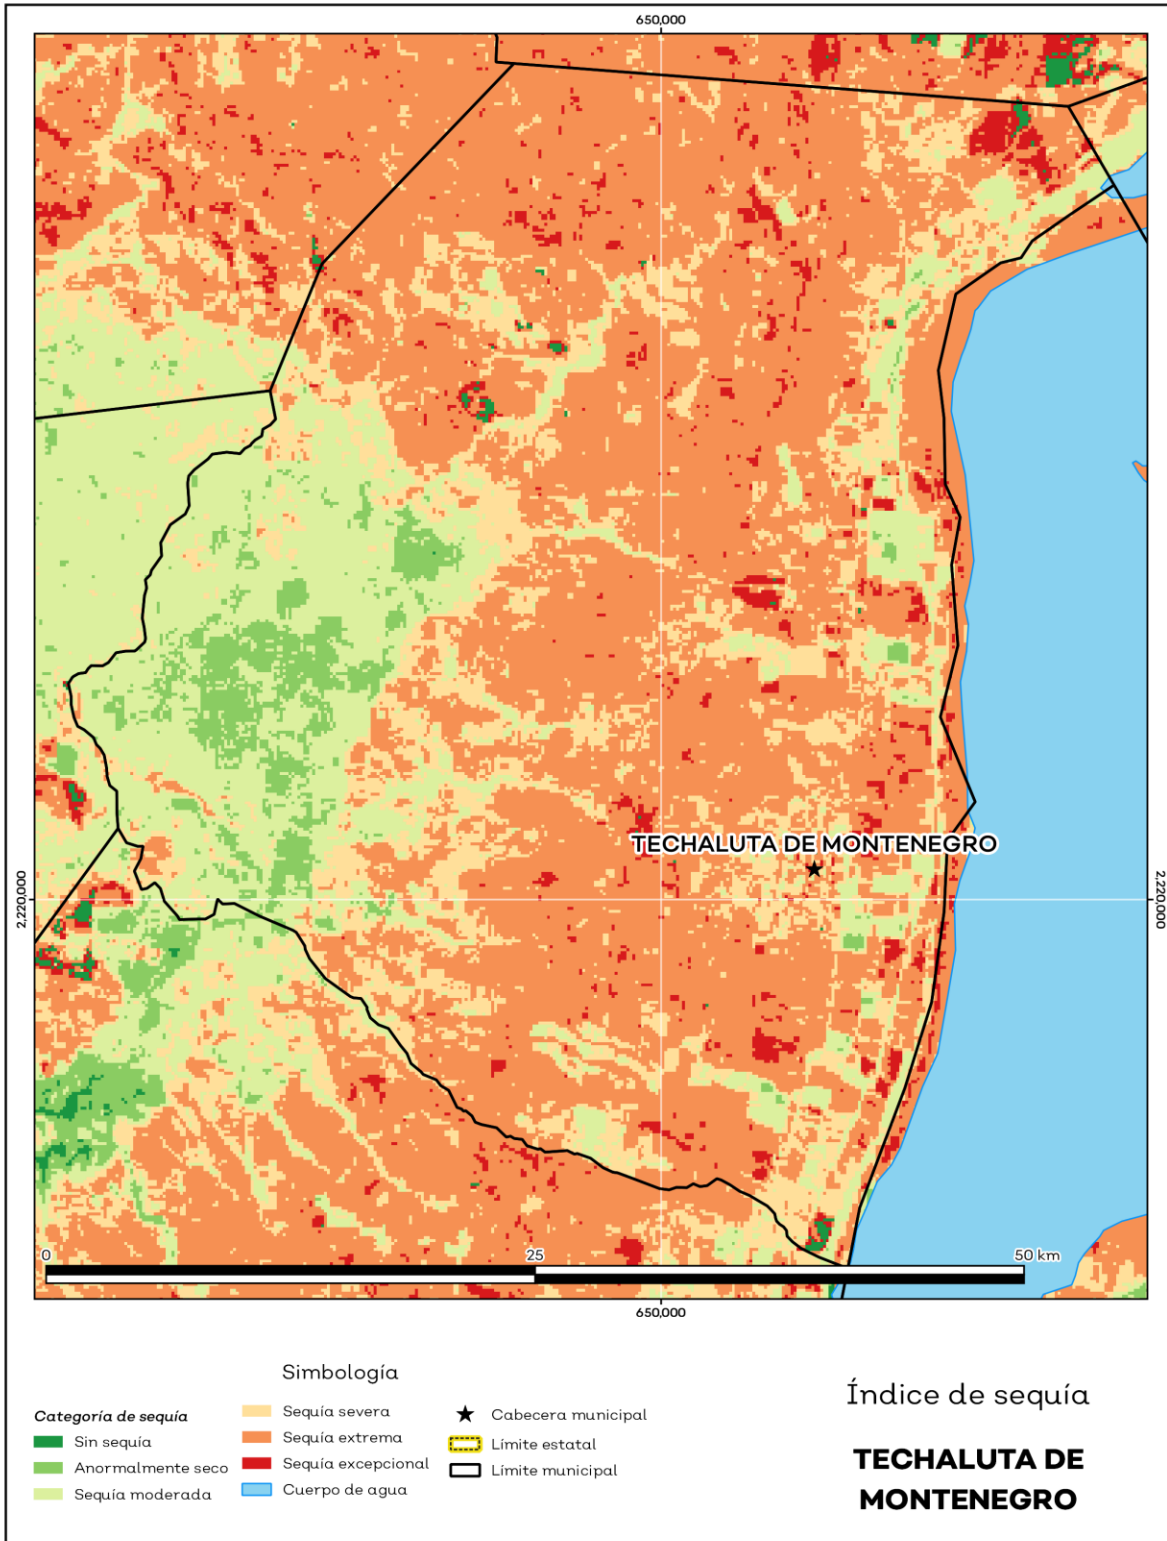 650,000
TECHALUTA DE MONTENEGRO
2,220,000
2,220,000
0
25
50 km
650,000
Simbología
Categoría de sequía
Sin sequía
Anormalmente seco
Sequía moderada
Sequía severa
Sequía extrema
Sequía excepcional
Cuerpo de agua
Cabecera municipal
Límite estatal
Límite municipal
Índice de sequía
TECHALUTA DE
MONTENEGRO